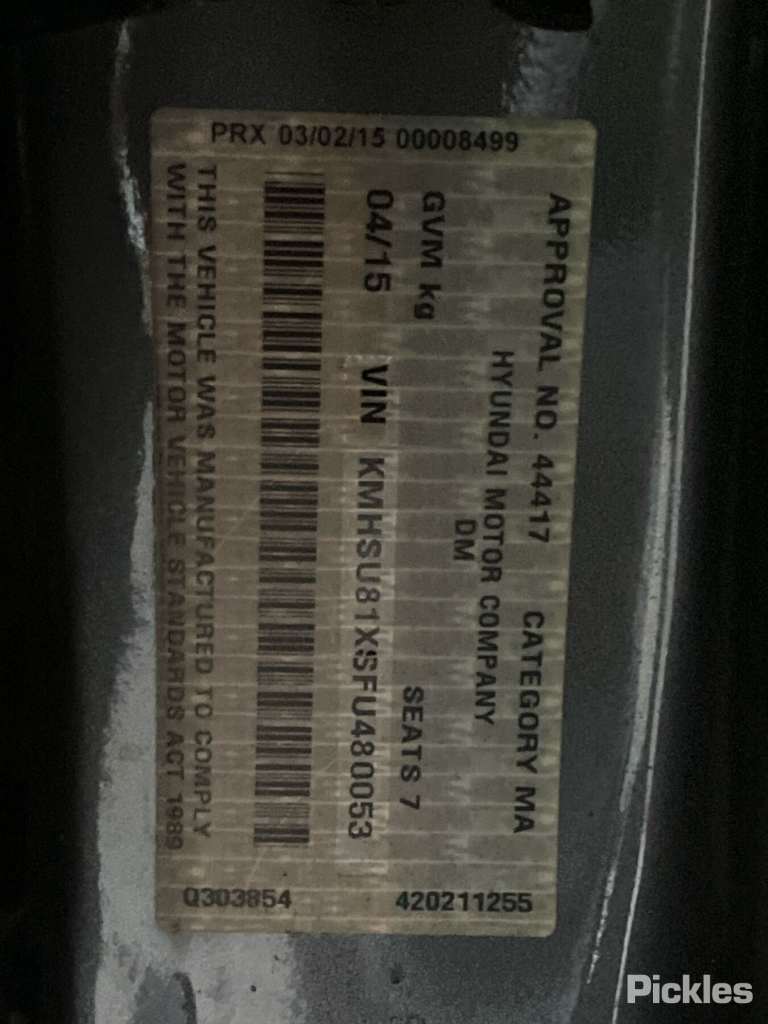 PRX 03/02/15 00008499
APPROVAL NO. 44417 CATEGORY MA
HYUNDAI MOTOR COMPANY
DM
GVM kg SEATS 7
04/15 VIN KMHSU81XSFU480053
THIS VEHICLE WAS MANUFACTURED TO COMPLY
WITH THE MOTOR VEHICLE STANDARDS ACT 1989
Q303854
420211255
Pickles